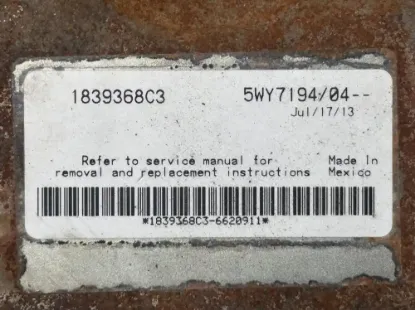 1839368C3 5WY7194/04--
Jul/17/13
Refer to service manual for Made In
removal and replacement instructions Mexico
*1839368C3-6620911*